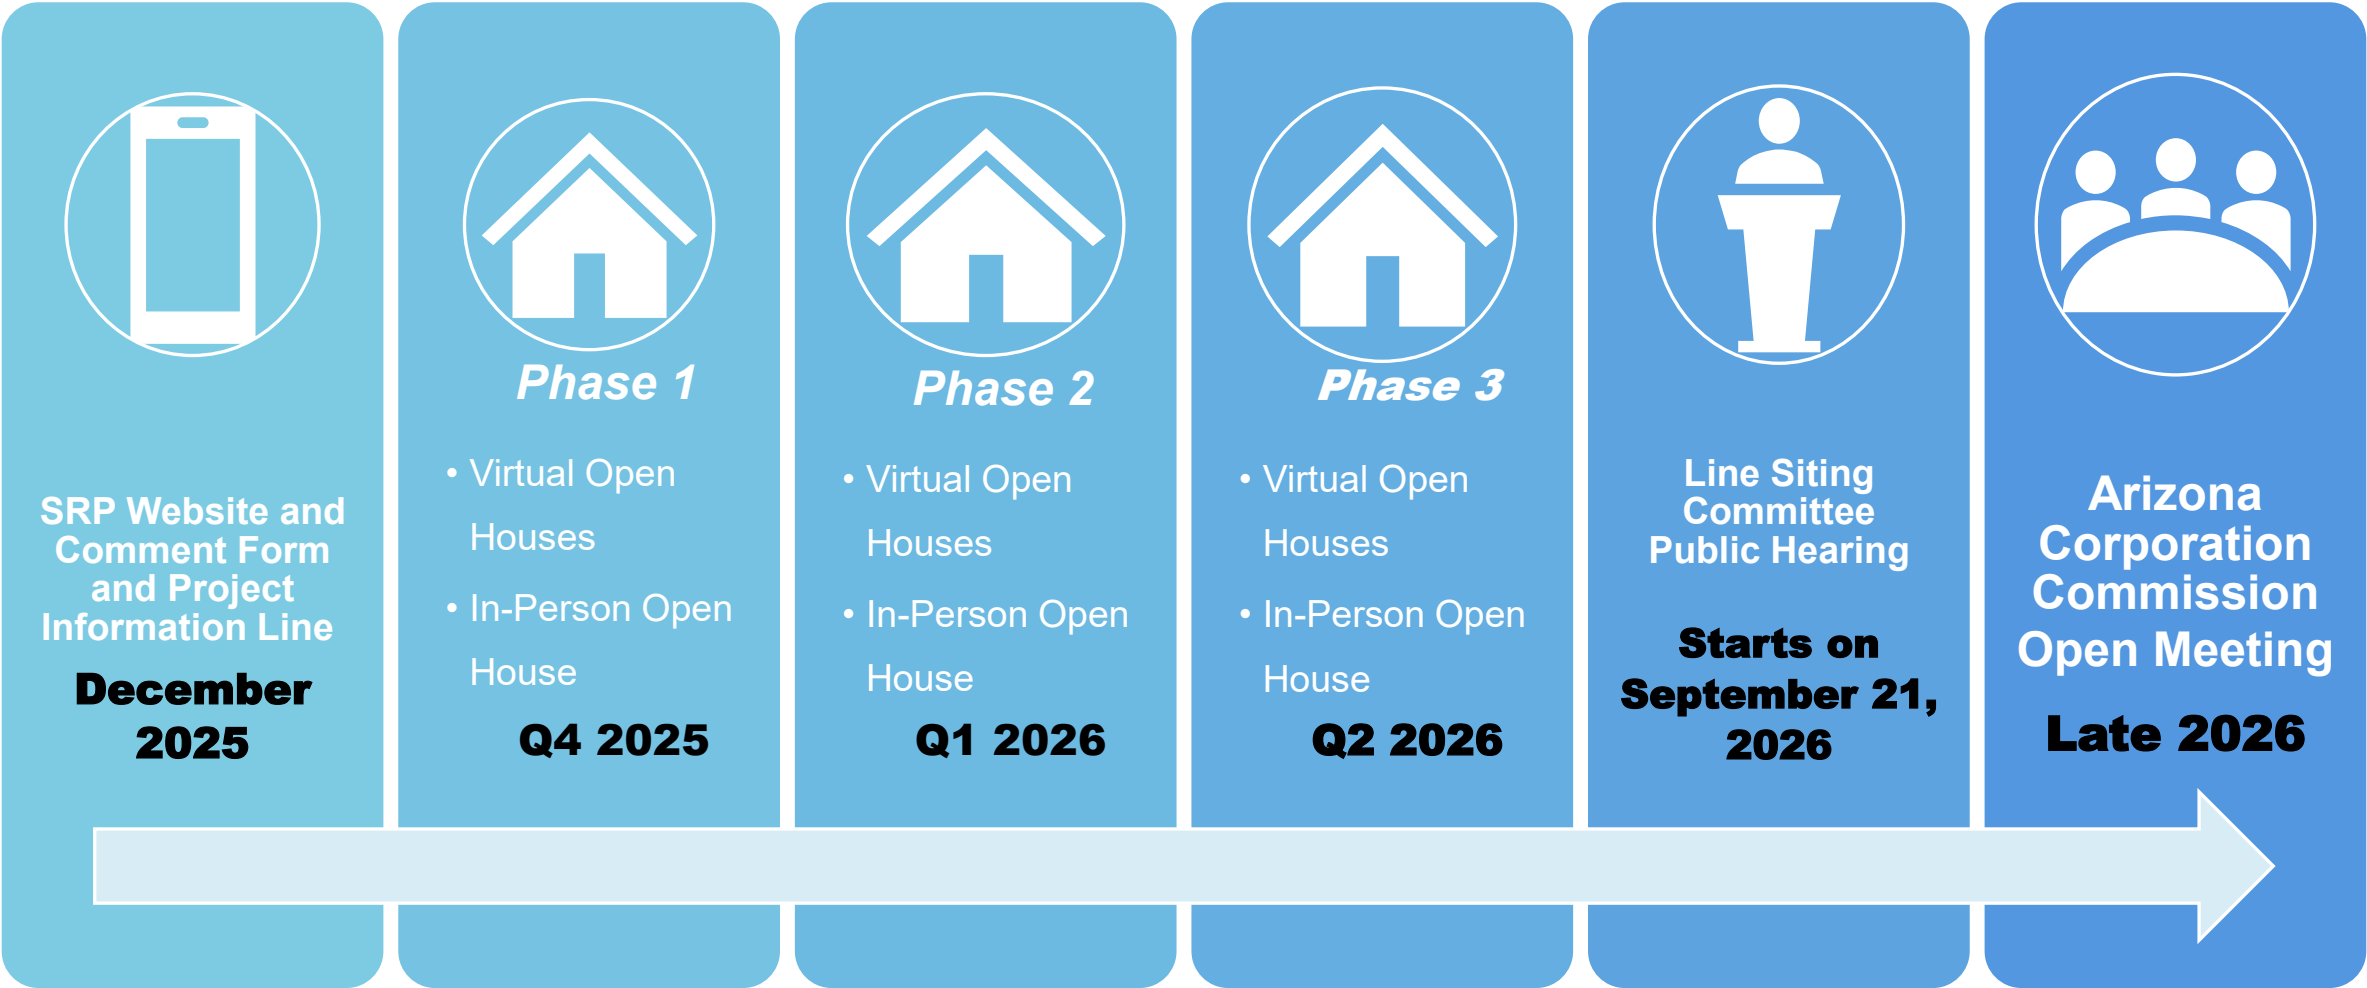 SRP Website and
Comment Form
and Project
Information Line
December
2025
Phase 1
• Virtual Open
Houses
• In-Person Open
House
Q4 2025
Phase 2
• Virtual Open
Houses
• In-Person Open
House
Q1 2026
Phase 3
• Virtual Open
Houses
• In-Person Open
House
Q2 2026
Line Siting
Committee
Public Hearing
Starts on
September 21,
2026
Arizona
Corporation
Commission
Open Meeting
Late 2026